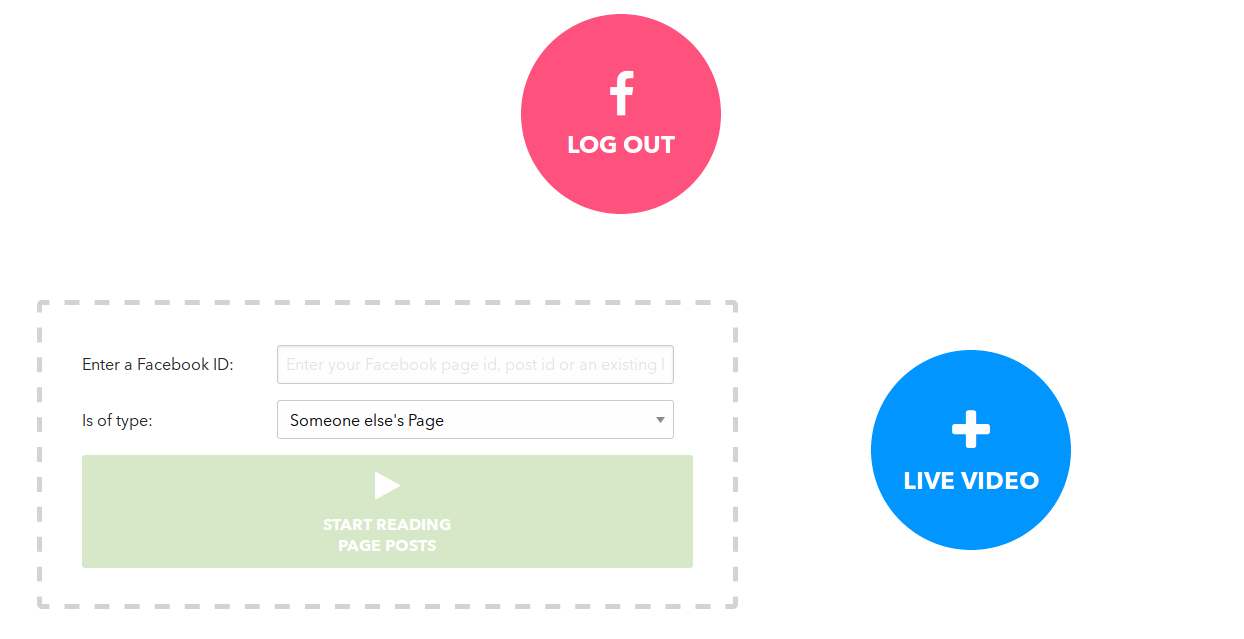 LOG OUT
Enter a Facebook ID:
Enter your Facebook page id, post id or an existing l
Is of type:
Someone else's Page
START READING
PAGE POSTS
LIVE VIDEO